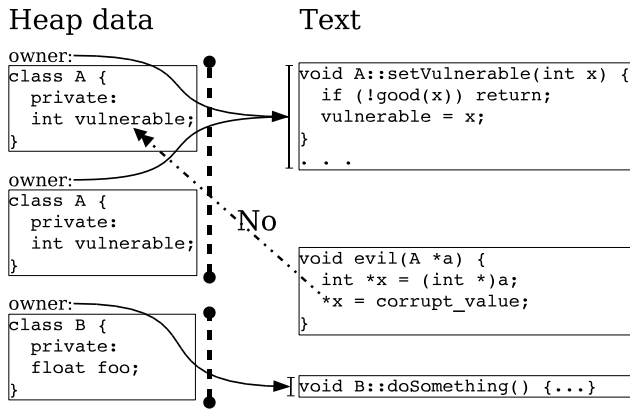 Heap data
owner:
class A {
  private:
  int vulnerable;
}
owner:
class A {
  private:
  int vulnerable;
}
owner:
class B {
  private:
  float foo;
}
No
Text
void A::setVulnerable(int x) {
  if (!good(x)) return;
  vulnerable = x;
}
. . .
void evil(A *a) {
  int *x = (int *)a;
  *x = corrupt_value;
}
void B::doSomething() {...}